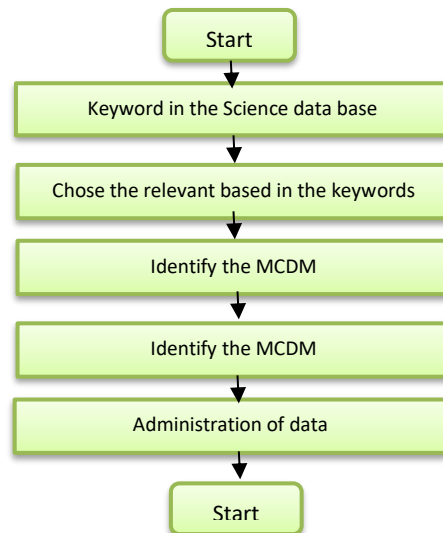 Start
Keyword in the Science data base
Chose the relevant based in the keywords
Identify the MCDM
Identify the MCDM
Administration of data
Start